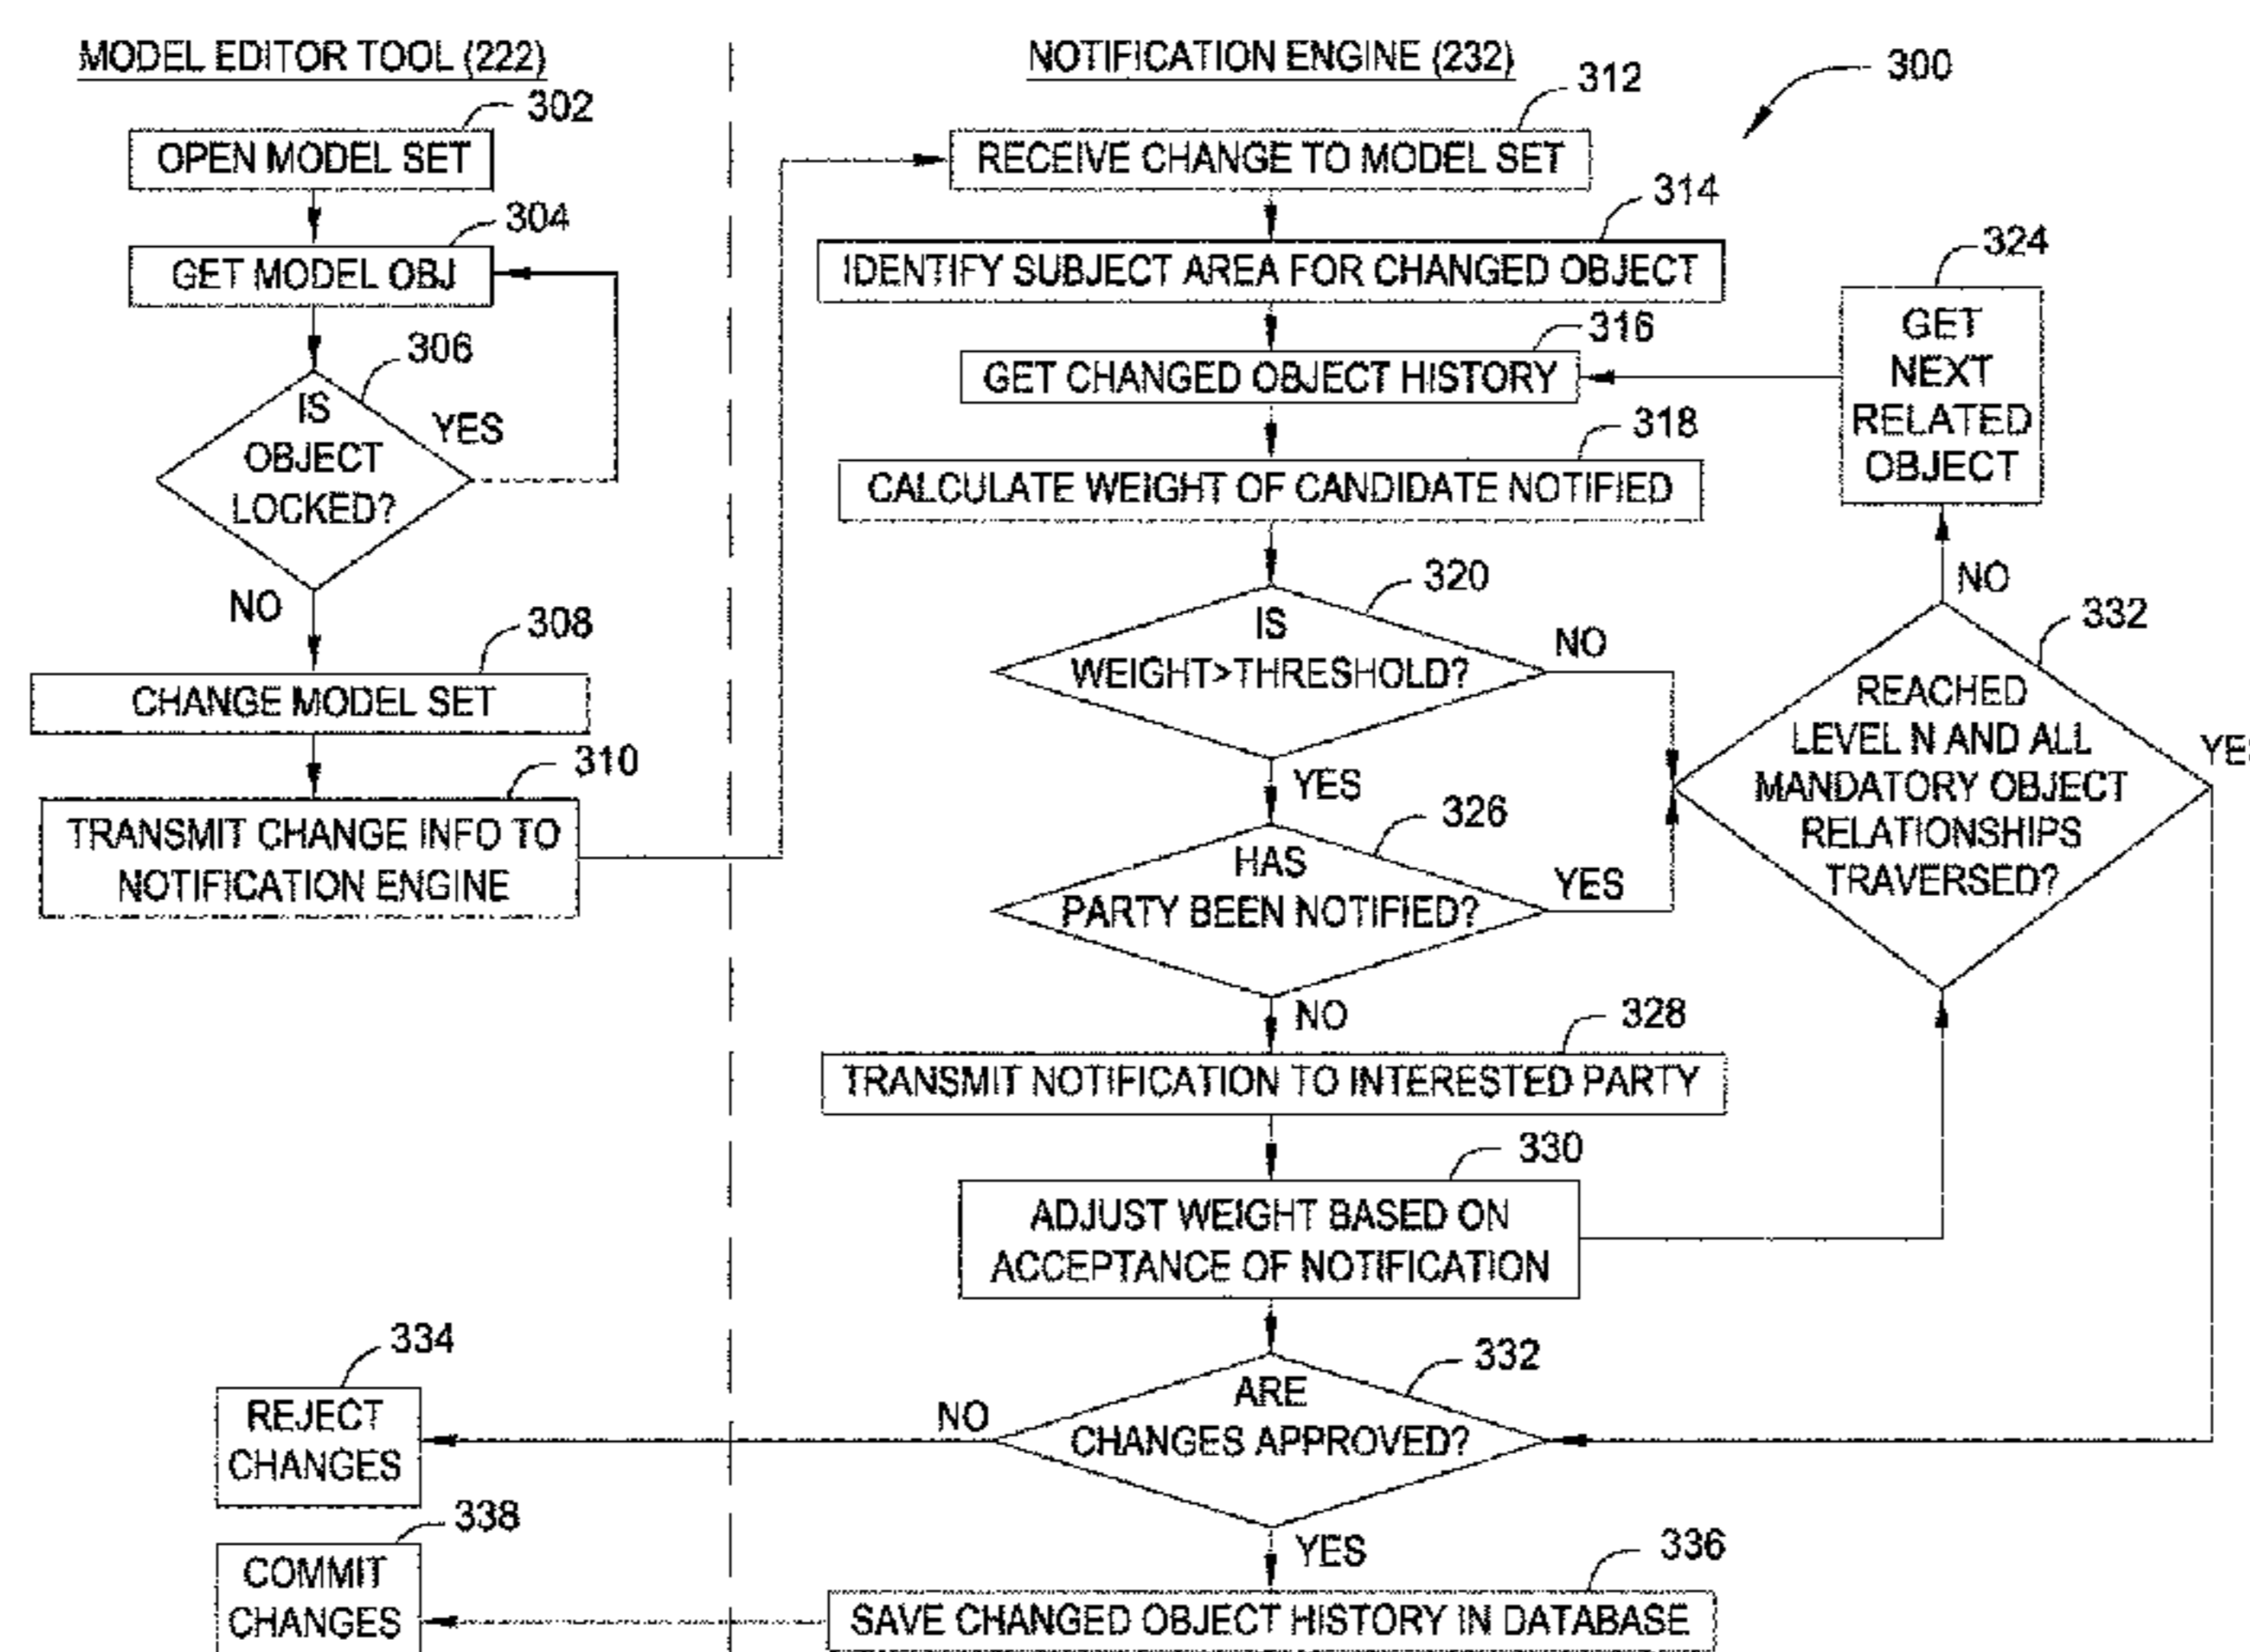 MODEL EDITOR TOOL (222)
302
OPEN MODEL SET
304
GET MODEL OBJ
306
IS
OBJECT
LOCKED?
YES
NO
308
CHANGE MODEL SET
310
TRANSMIT CHANGE INFO TO
NOTIFICATION ENGINE
334
REJECT
CHANGES
338
COMMIT
CHANGES
NOTIFICATION ENGINE (232)
300
312
RECEIVE CHANGE TO MODEL SET
314
IDENTIFY SUBJECT AREA FOR CHANGED OBJECT
316
GET CHANGED OBJECT HISTORY
318
CALCULATE WEIGHT OF CANDIDATE NOTIFIED
320
IS
WEIGHT>THRESHOLD?
NO
YES
326
HAS
PARTY BEEN NOTIFIED?
YES
NO
328
TRANSMIT NOTIFICATION TO INTERESTED PARTY
330
ADJUST WEIGHT BASED ON
ACCEPTANCE OF NOTIFICATION
332
ARE
CHANGES APPROVED?
NO
YES
336
SAVE CHANGED OBJECT HISTORY IN DATABASE
324
GET
NEXT
RELATED
OBJECT
NO
332
REACHED
LEVEL N AND ALL
MANDATORY OBJECT
RELATIONSHIPS
TRAVERSED?
YES